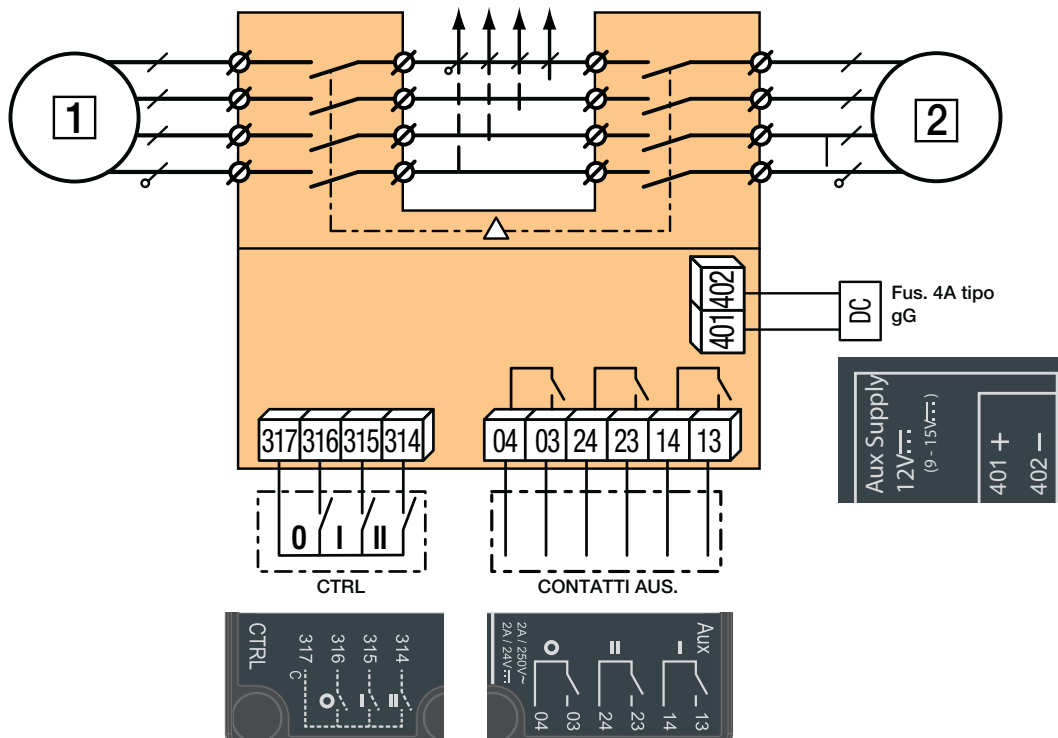 1
2
402
401
DC
Fus. 4A tipo
gG
317 316 315 314
04 03 24 23 14 13
0 I II
CTRL
CONTATTI AUS.
Aux Supply
12V
(9 - 15V)
401 +
402 –
CTRL
317 316 315 314
C
O I II
2A / 250V~
2A / 24V
Aux
O II I
04 03 24 23 14 13